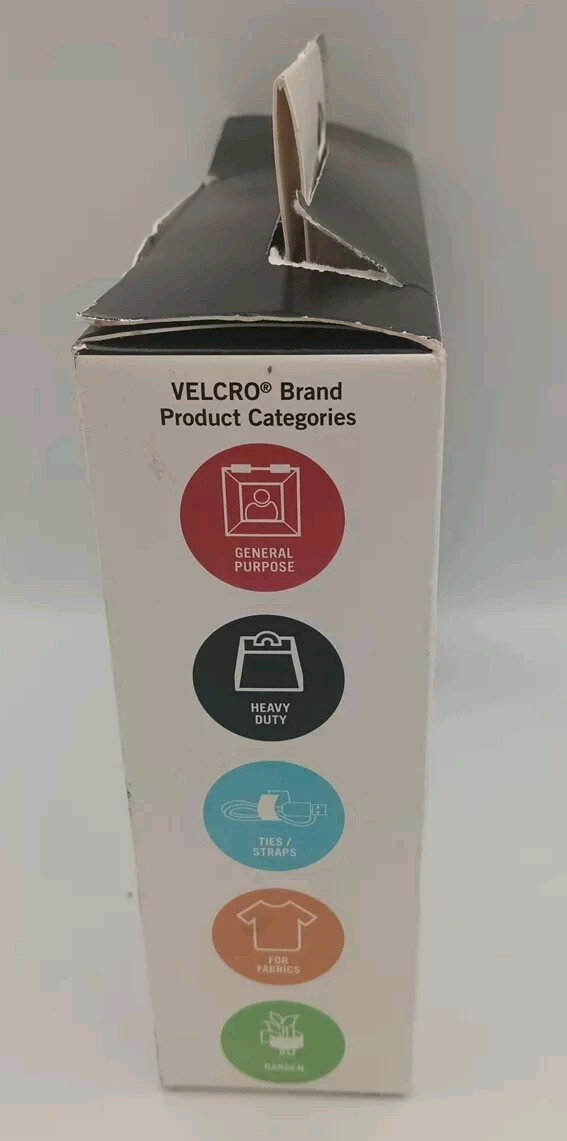 VELCRO® Brand
Product Categories
GENERAL
PURPOSE
HEAVY
DUTY
TIES /
STRAPS
FOR
FABRICS
GARDEN